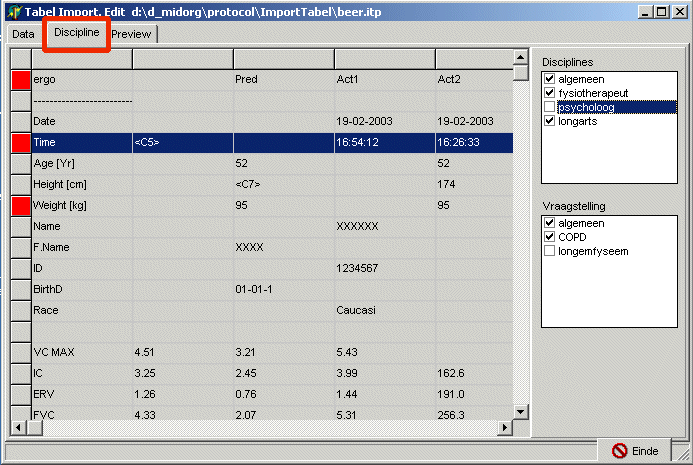 Tabel Import. Edit d:\d_midorg\protocol\ImportTabel\beer.itp
Data Discipline Preview
ergo Pred Act1 Act2
-------------------------
Date 19-02-2003 19-02-2003
Time <C5> 16:54:12 16:26:33
Age [Yr] 52 52
Height [cm] <C7> 174
Weight [kg] 95 95
Name XXXXXX
F.Name XXXX
ID 1234567
BirthD 01-01-1
Race Caucasi
VC MAX 4.51 3.21 5.43
IC 3.25 2.45 3.99 162.6
ERV 1.26 0.76 1.44 191.0
FVC 4.33 2.07 5.31 256.3
Disciplines
algemeen
fysiotherapeut
psycholoog
longarts
Vraagstelling
algemeen
COPD
longemfyseem
Einde